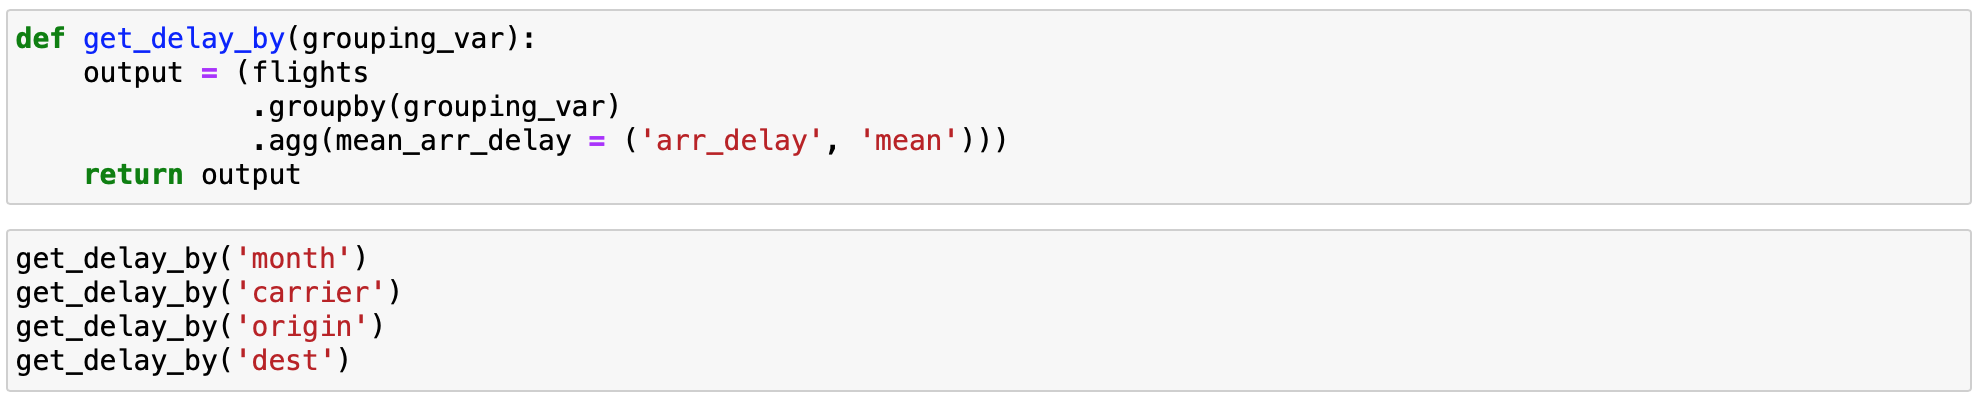 def get_delay_by(grouping_var):
    output = (flights
              .groupby(grouping_var)
              .agg(mean_arr_delay = ('arr_delay', 'mean')))
    return output
get_delay_by('month')
get_delay_by('carrier')
get_delay_by('origin')
get_delay_by('dest')